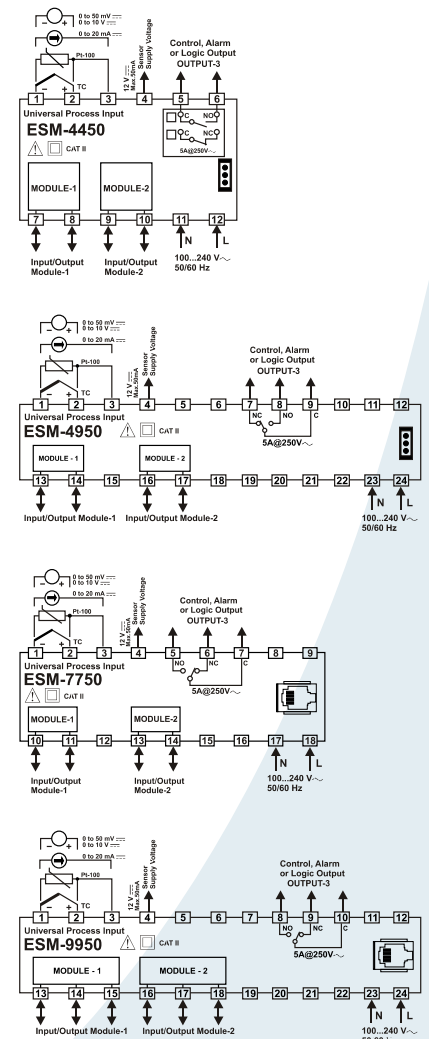 0 to 50 mV
0 to 10 V
0 to 20 mA
Pt-100
TC
12 V
Max.50mA
Sensor
Supply Voltage
Control, Alarm
or Logic Output
OUTPUT-3
1 2 3 4 5 6
Universal Process Input
ESM-4450
CAT II
C NO
C NC
5A@250V
MODULE-1 MODULE-2
7 8 9 10 11 12
N L
Input/Output
Module-1
Input/Output
Module-2
100...240 V
50/60 Hz
0 to 50 mV
0 to 10 V
0 to 20 mA
Pt-100
TC
12 V
Max.50mA
Sensor
Supply Voltage
Control, Alarm
or Logic Output
OUTPUT-3
1 2 3 4 5 6 7 8 9 10 11 12
Universal Process Input
ESM-4950
CAT II
NC NO C
5A@250V
MODULE - 1 MODULE - 2
13 14 15 16 17 18 19 20 21 22 23 24
N L
Input/Output Module-1 Input/Output Module-2
100...240 V
50/60 Hz
0 to 50 mV
0 to 10 V
0 to 20 mA
Pt-100
TC
12 V
Max.50mA
Sensor
Supply Voltage
Control, Alarm
or Logic Output
OUTPUT-3
1 2 3 4 5 6 7 8 9
Universal Process Input
ESM-7750
CAT II
NO NC C
5A@250V
MODULE-1 MODULE-2
10 11 12 13 14 15 16 17 18
N L
Input/Output
Module-1
Input/Output
Module-2
100...240 V
50/60 Hz
0 to 50 mV
0 to 10 V
0 to 20 mA
Pt-100
TC
12 V
Max.50mA
Sensor
Supply Voltage
Control, Alarm
or Logic Output
OUTPUT-3
1 2 3 4 5 6 7 8 9 10 11 12
Universal Process Input
ESM-9950
CAT II
NO NC C
5A@250V
MODULE - 1 MODULE - 2
13 14 15 16 17 18 19 20 21 22 23 24
N L
Input/Output Module-1 Input/Output Module-2
100...240 V